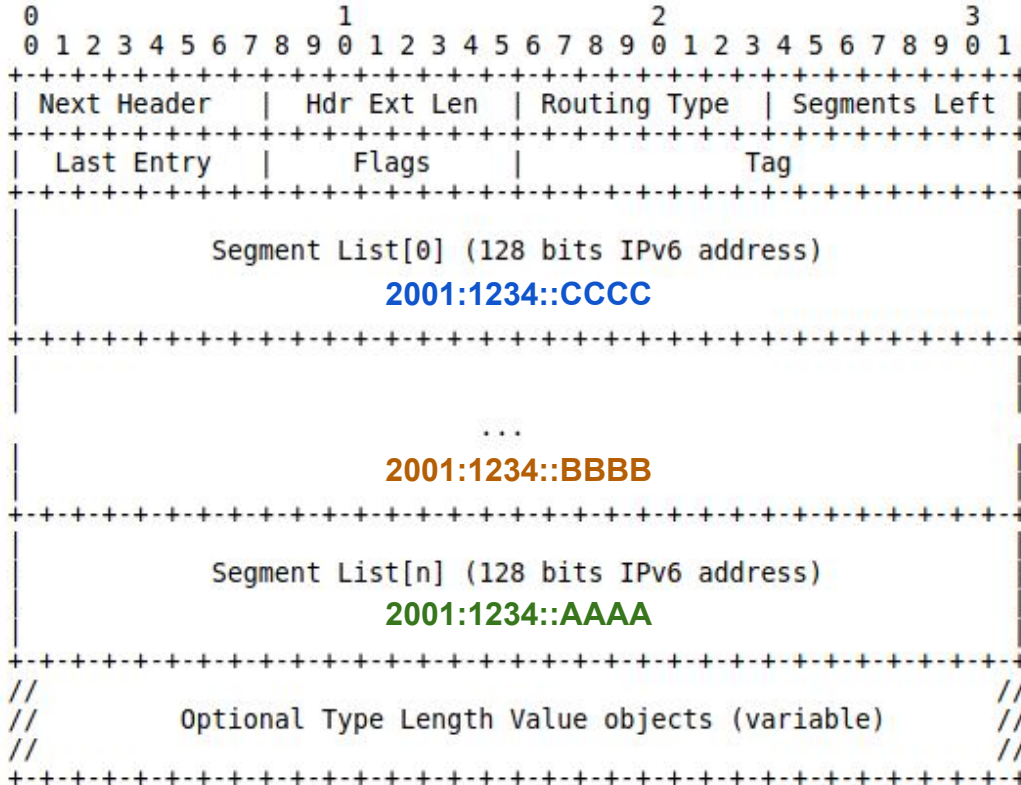 0                   1                   2                   3
0 1 2 3 4 5 6 7 8 9 0 1 2 3 4 5 6 7 8 9 0 1 2 3 4 5 6 7 8 9 0 1
+-+-+-+-+-+-+-+-+-+-+-+-+-+-+-+-+-+-+-+-+-+-+-+-+-+-+-+-+-+-+-+-+
| Next Header   |  Hdr Ext Len  | Routing Type  | Segments Left |
+-+-+-+-+-+-+-+-+-+-+-+-+-+-+-+-+-+-+-+-+-+-+-+-+-+-+-+-+-+-+-+-+
|  Last Entry   |     Flags     |              Tag              |
+-+-+-+-+-+-+-+-+-+-+-+-+-+-+-+-+-+-+-+-+-+-+-+-+-+-+-+-+-+-+-+-+
Segment List[0] (128 bits IPv6 address)
2001:1234::CCCC
+-+-+-+-+-+-+-+-+-+-+-+-+-+-+-+-+-+-+-+-+-+-+-+-+-+-+-+-+-+-+-+-+
...
2001:1234::BBBB
+-+-+-+-+-+-+-+-+-+-+-+-+-+-+-+-+-+-+-+-+-+-+-+-+-+-+-+-+-+-+-+-+
Segment List[n] (128 bits IPv6 address)
2001:1234::AAAA
+-+-+-+-+-+-+-+-+-+-+-+-+-+-+-+-+-+-+-+-+-+-+-+-+-+-+-+-+-+-+-+-+
//                                                             //
//         Optional Type Length Value objects (variable)       //
//                                                             //
+-+-+-+-+-+-+-+-+-+-+-+-+-+-+-+-+-+-+-+-+-+-+-+-+-+-+-+-+-+-+-+-+